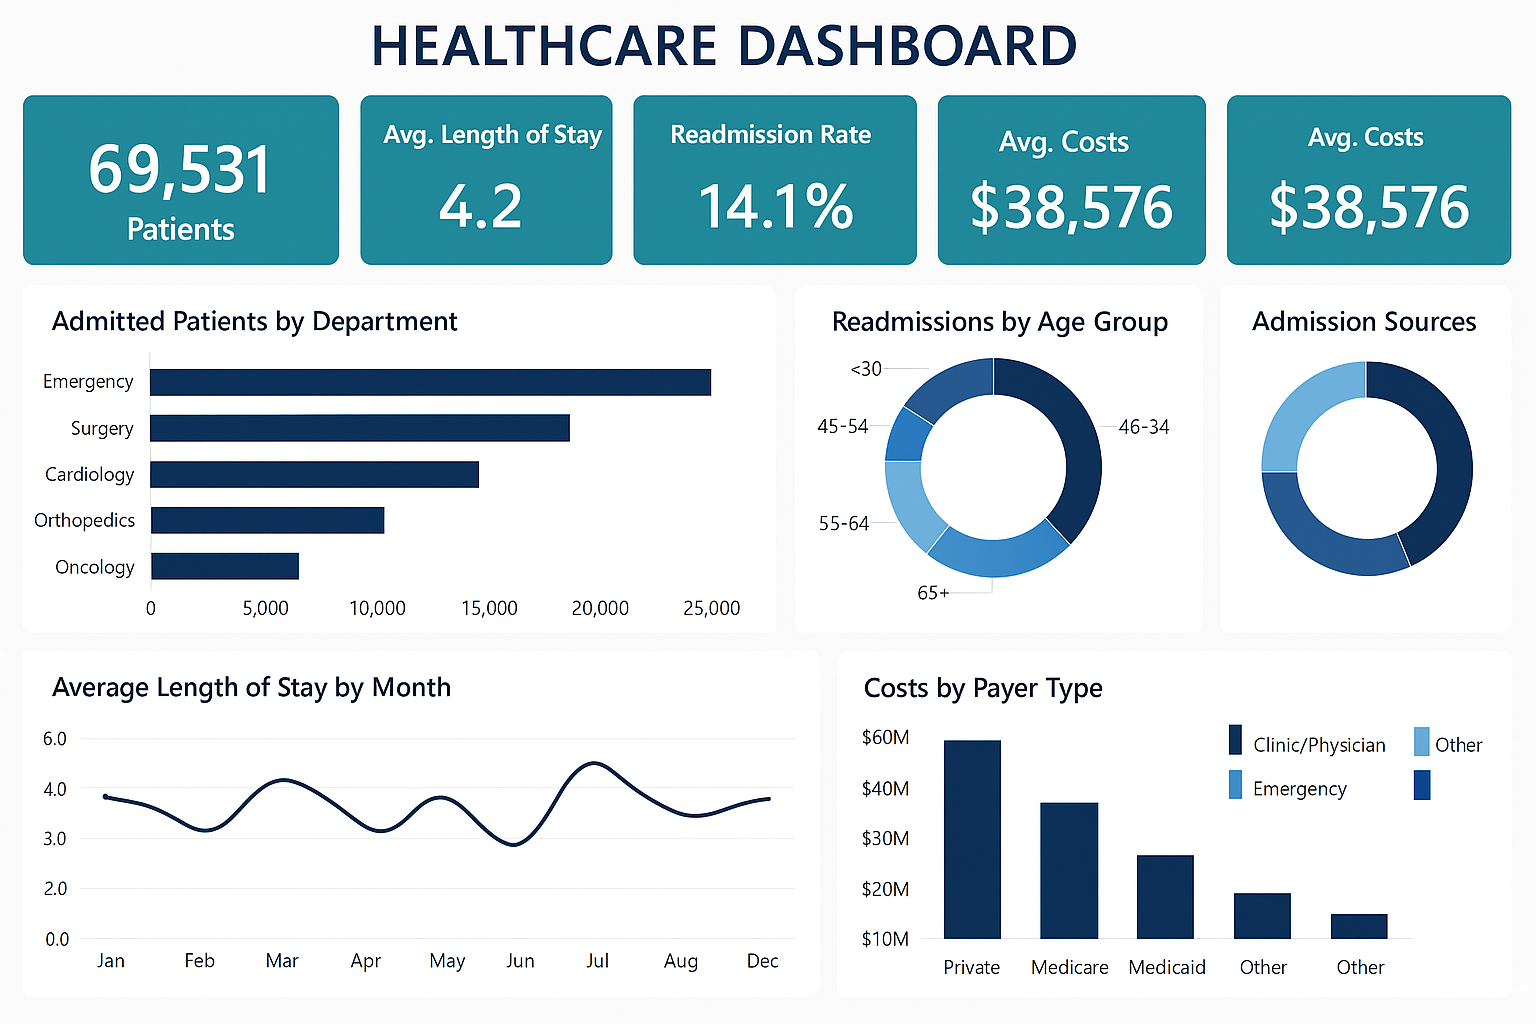 HEALTHCARE DASHBOARD
69,531
Patients
Avg. Length of Stay
4.2
Readmission Rate
14.1%
Avg. Costs
$38,576
Avg. Costs
$38,576
Admitted Patients by Department
Emergency
Surgery
Cardiology
Orthopedics
Oncology
0 5,000 10,000 15,000 20,000 25,000
Readmissions by Age Group
<30
45-54
46-34
55-64
65+
Admission Sources
Average Length of Stay by Month
6.0
4.0
3.0
2.0
0.0
Jan Feb Mar Apr May Jun Jul Aug Dec
Costs by Payer Type
$60M
$40M
$30M
$20M
$10M
Clinic/Physician Other
Emergency
Private Medicare Medicaid Other Other